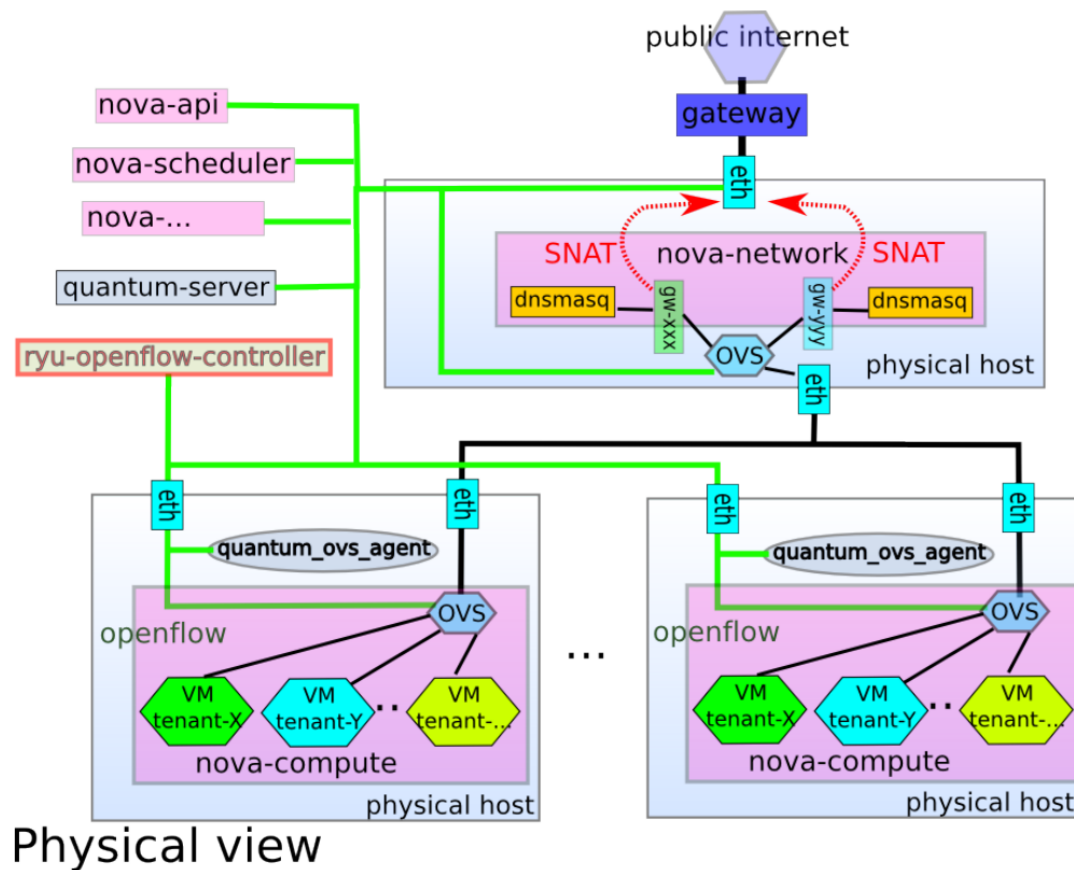 public internet
gateway
nova-api
nova-scheduler
nova-...
quantum-server
ryu-openflow-controller
eth
SNAT
nova-network
SNAT
dnsmasq
gw-xxx
gw-yyy
dnsmasq
OVS
eth
physical host
eth
eth
quantum_ovs_agent
OVS
openflow
VM
tenant-X
VM
tenant-Y
..
VM
tenant-...
nova-compute
physical host
...
eth
eth
quantum_ovs_agent
OVS
openflow
VM
tenant-X
VM
tenant-Y
..
VM
tenant-...
nova-compute
physical host
Physical view